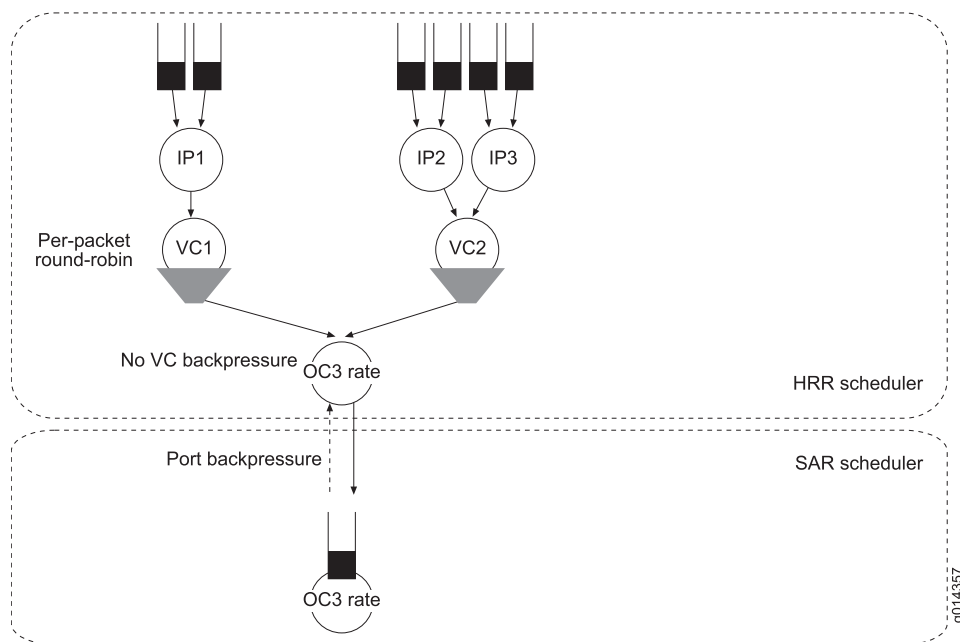 IP1
IP2
IP3
Per-packet
round-robin
VC1
VC2
No VC backpressure
OC3 rate
HRR scheduler
Port backpressure
SAR scheduler
OC3 rate
g014357